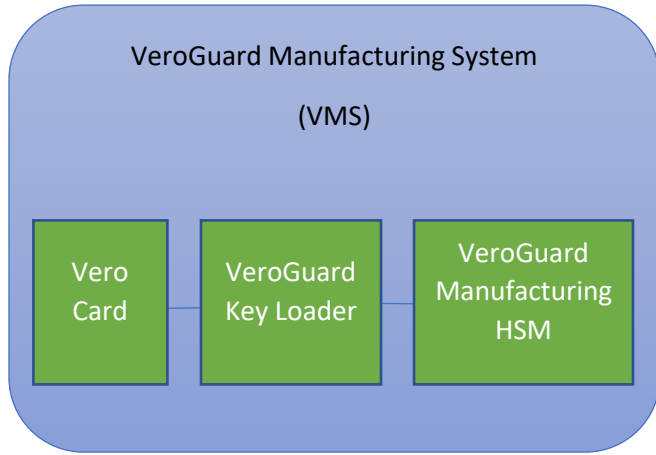 VeroGuard Manufacturing System
(VMS)
Vero
Card
VeroGuard
Key Loader
VeroGuard
Manufacturing
HSM